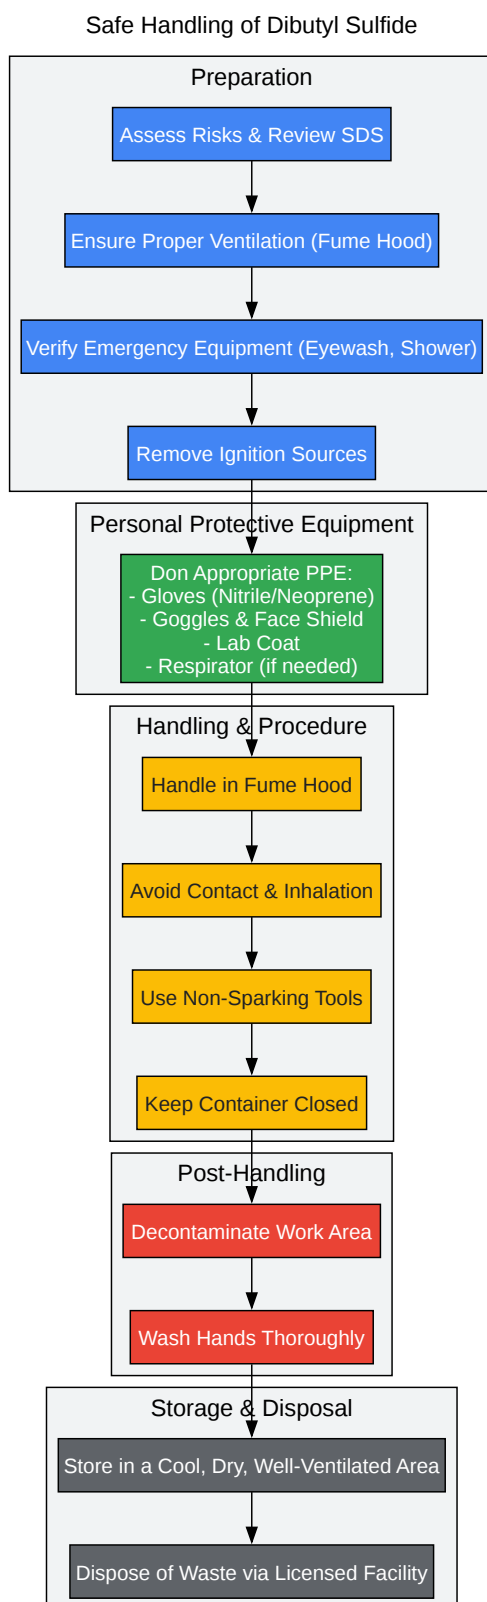 Safe Handling of Dibutyl Sulfide
Preparation
Assess Risks & Review SDS
Ensure Proper Ventilation (Fume Hood)
Verify Emergency Equipment (Eyewash, Shower)
Remove Ignition Sources
Personal Protective Equipment
Don Appropriate PPE:
- Gloves (Nitrile/Neoprene)
- Goggles & Face Shield
- Lab Coat
- Respirator (if needed)
Handling & Procedure
Handle in Fume Hood
Avoid Contact & Inhalation
Use Non-Sparking Tools
Keep Container Closed
Post-Handling
Decontaminate Work Area
Wash Hands Thoroughly
Storage & Disposal
Store in a Cool, Dry, Well-Ventilated Area
Dispose of Waste via Licensed Facility